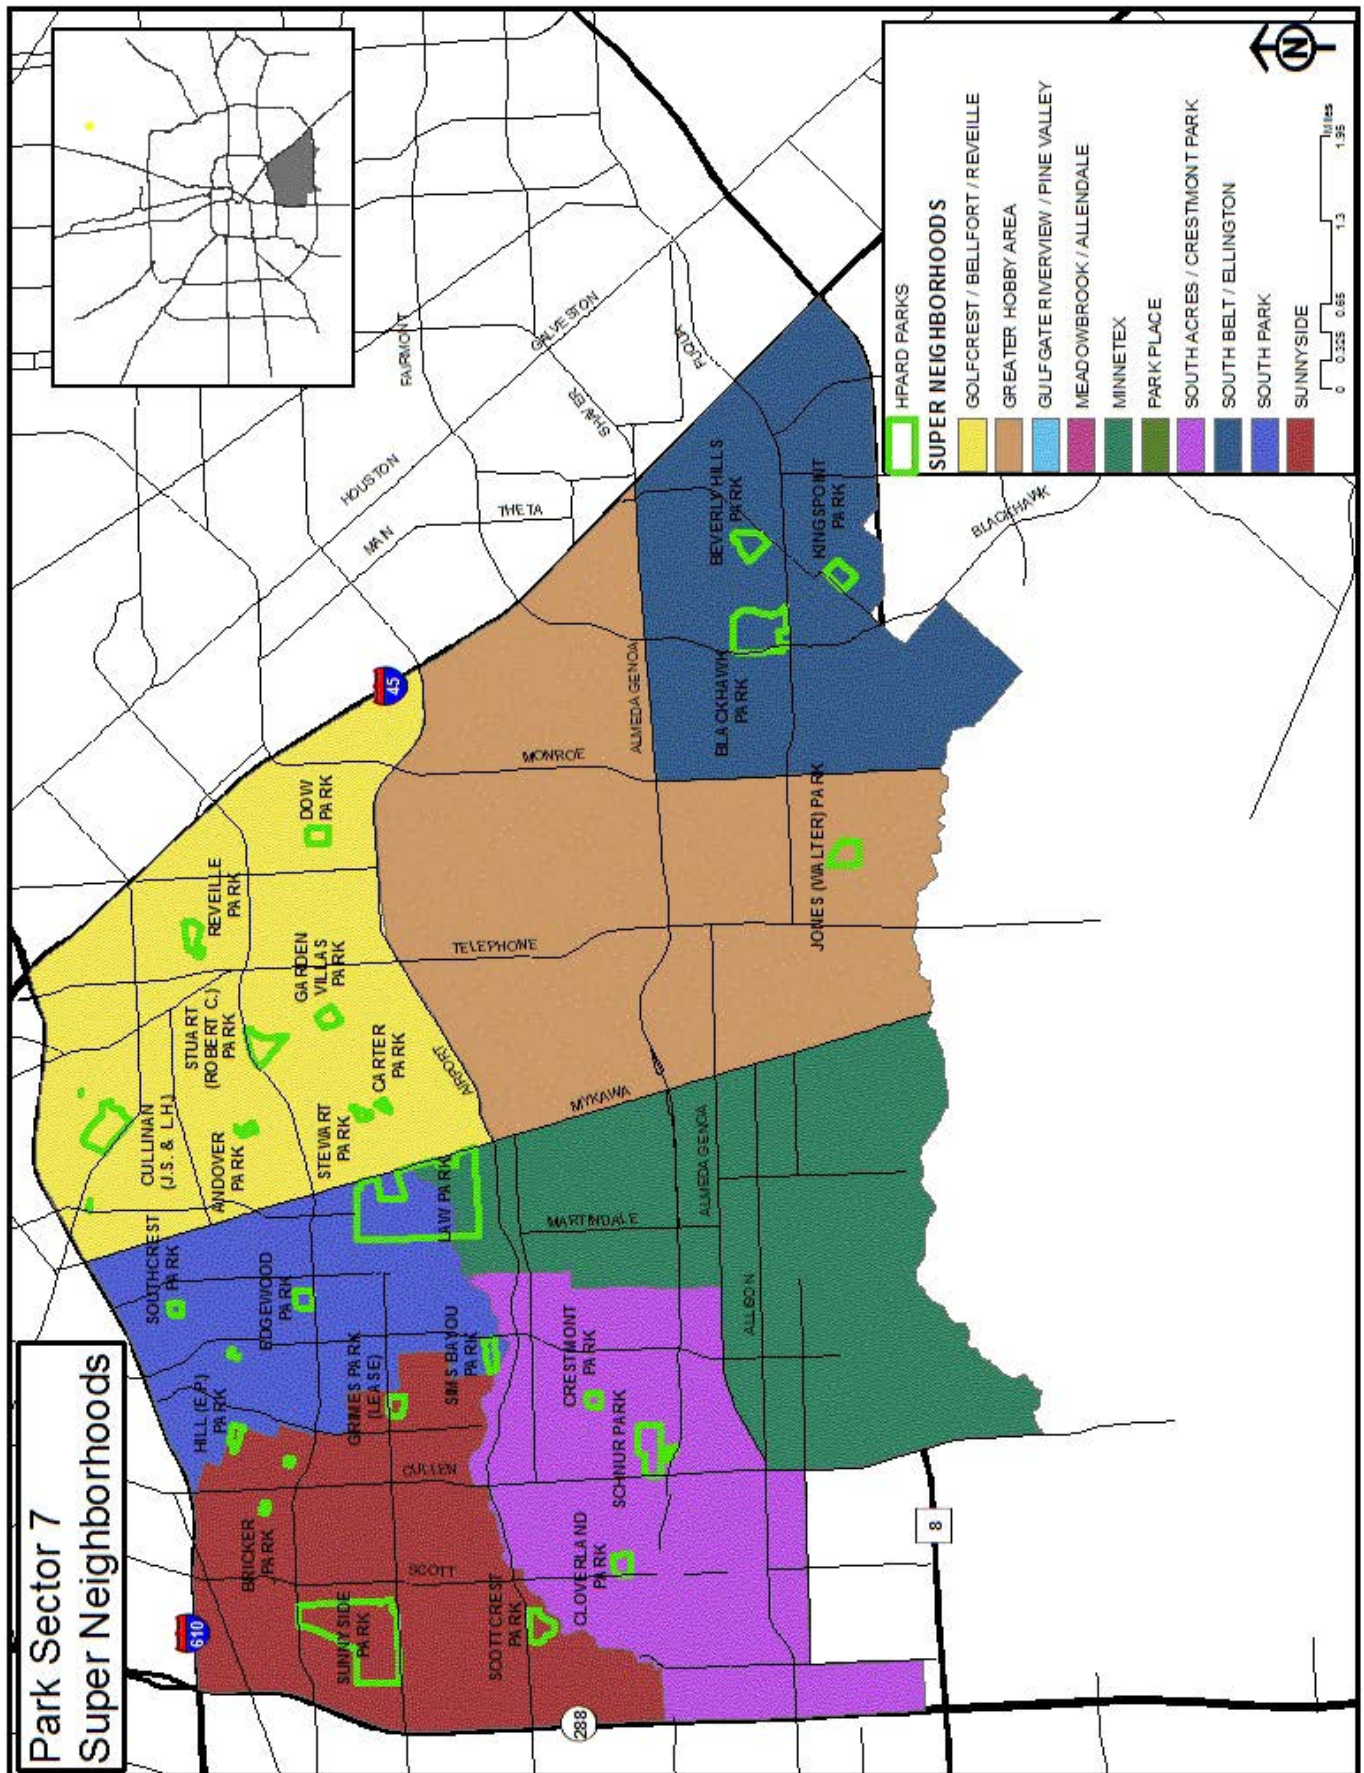 Park Sector 7
Super Neighborhoods
610
45
288
8
FAIRMONT
GALVESTON
HOUSTON
MAIN
SHAVER
FUQUA
THETA
BLACKHAWK
MONROE
ALMEDA GENOA
TELEPHONE
AIRPORT
MYKAWA
MARTINDALE
ALMEDA GENOA
ALLISON
CULLEN
SCOTT
CULLINAN
(J.S. & L.H.)
STUART
(ROBERT C.)
PARK
REVEILLE
PARK
DOW
PARK
GARDEN
VILLAS
PARK
ANDOVER
PARK
STEWART
PARK
CARTER
PARK
SOUTHCREST
PARK
EDGEWOOD
PARK
LAW PARK
HILL (E.P.)
PARK
GRIMES PARK
(LEASE)
SIMS BAYOU
PARK
BRICKER
PARK
SUNNYSIDE
PARK
SCOTTCREST
PARK
CRESTMONT
PARK
SCHNUR PARK
CLOVERLAND
PARK
JONES (WALTER) PARK
BLACKHAWK
PARK
BEVERLY HILLS
PARK
KINGSPOINT
PARK
HPARD PARKS
SUPER NEIGHBORHOODS
GOLFCREST / BELLFORT / REVEILLE
GREATER HOBBY AREA
GULFGATE RIVERVIEW / PINE VALLEY
MEADOWBROOK / ALLENDALE
MINNETEX
PARK PLACE
SOUTH ACRES / CRESTMONT PARK
SOUTH BELT / ELLINGTON
SOUTH PARK
SUNNYSIDE
N
Miles
0 0.325 0.65 1.3 1.95